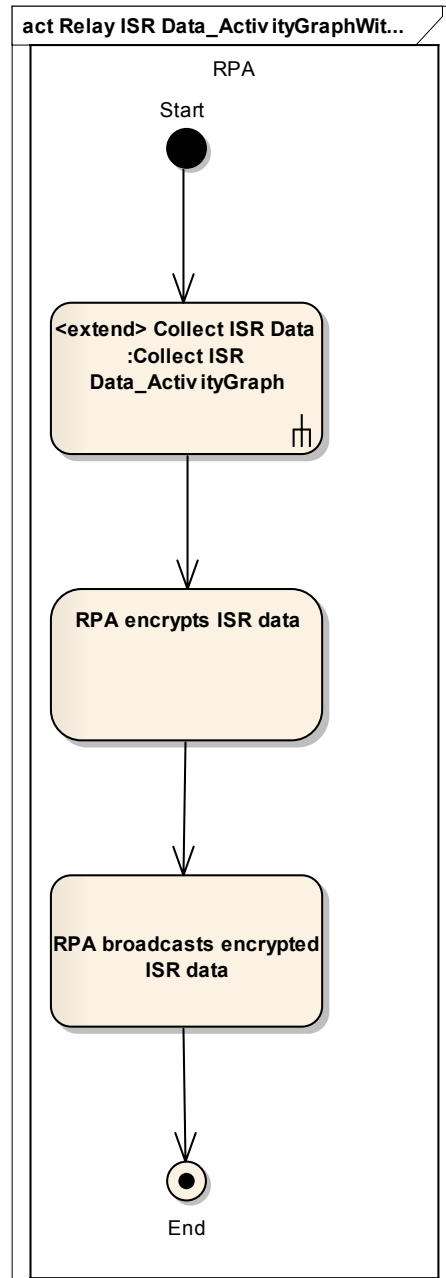 act Relay ISR Data_ActivityGraphWit...
RPA
Start
<extend> Collect ISR Data
:Collect ISR
Data_ActivityGraph
RPA encrypts ISR data
RPA broadcasts encrypted
ISR data
End